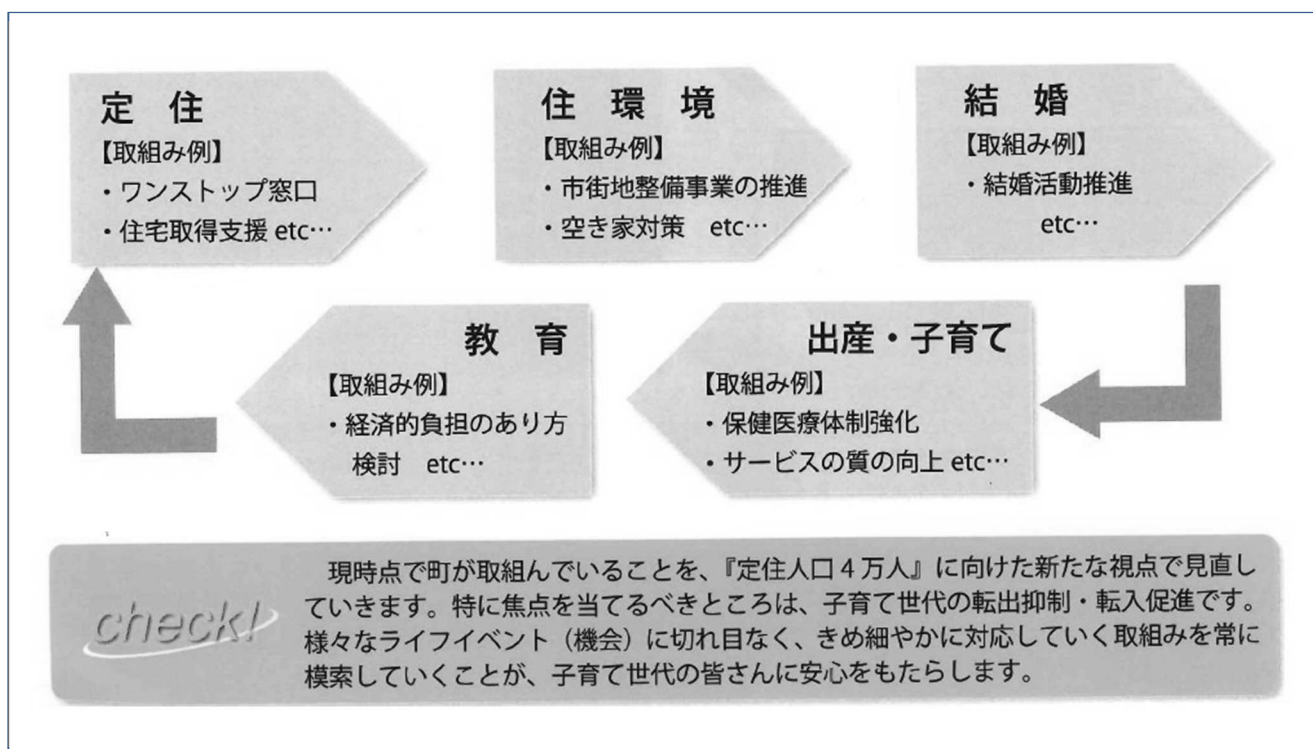 定　住
【取組み例】
・ワンストップ窓口
・住宅取得支援 etc…
住　環　境
【取組み例】
・市街地整備事業の推進
・空き家対策　etc…
結　婚
【取組み例】
・結婚活動推進
etc…
出産・子育て
【取組み例】
・保健医療体制強化
・サービスの質の向上 etc…
教　育
【取組み例】
・経済的負担のあり方
検討　etc…
check!
　現時点で町が取組んでいることを、『定住人口４万人』に向けた新たな視点で見直し
ていきます。特に焦点を当てるべきところは、子育て世代の転出抑制・転入促進です。
様々なライフイベント（機会）に切れ目なく、きめ細やかに対応していく取組みを常に
模索していくことが、子育て世代の皆さんに安心をもたらします。